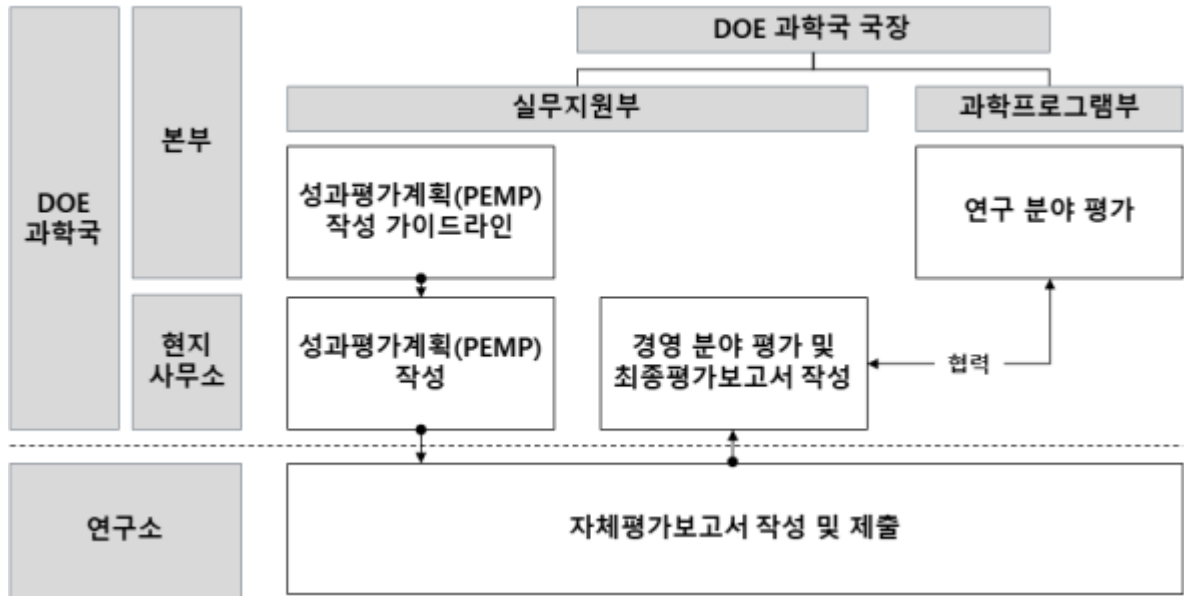 DOE 과학국 국장
실무지원부
과학프로그램부
DOE
과학국
본부
성과평가계획(PEMP)
작성 가이드라인
연구 분야 평가
현지
사무소
성과평가계획(PEMP)
작성
경영 분야 평가 및
최종평가보고서 작성
협력
연구소
자체평가보고서 작성 및 제출